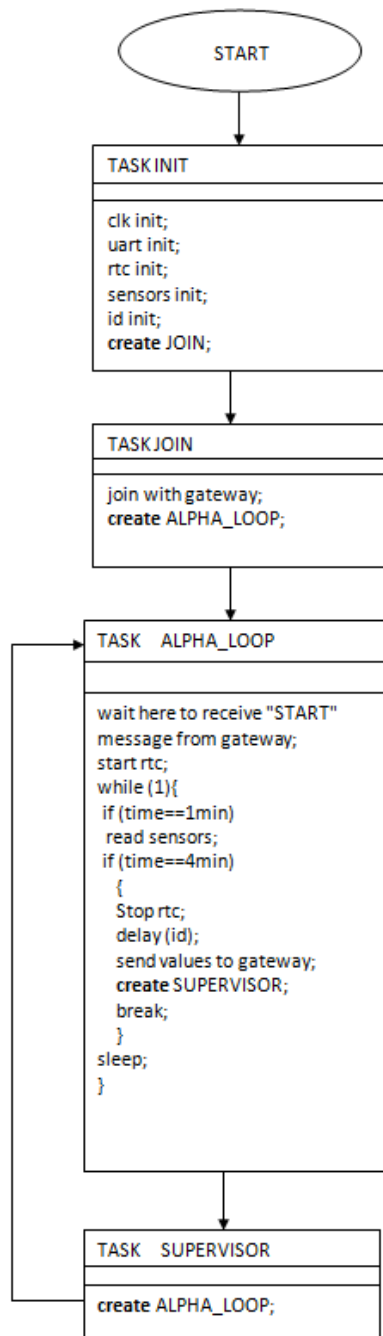 START
TASK INIT
clk init;
uart init;
rtc init;
sensors init;
id init;
create JOIN;
TASK JOIN
join with gateway;
create ALPHA_LOOP;
TASK ALPHA_LOOP
wait here to receive "START"
message from gateway;
start rtc;
while (1){
if (time==1min)
read sensors;
if (time==4min)
{
Stop rtc;
delay (id);
send values to gateway;
create SUPERVISOR;
break;
}
sleep;
}
TASK SUPERVISOR
create ALPHA_LOOP;